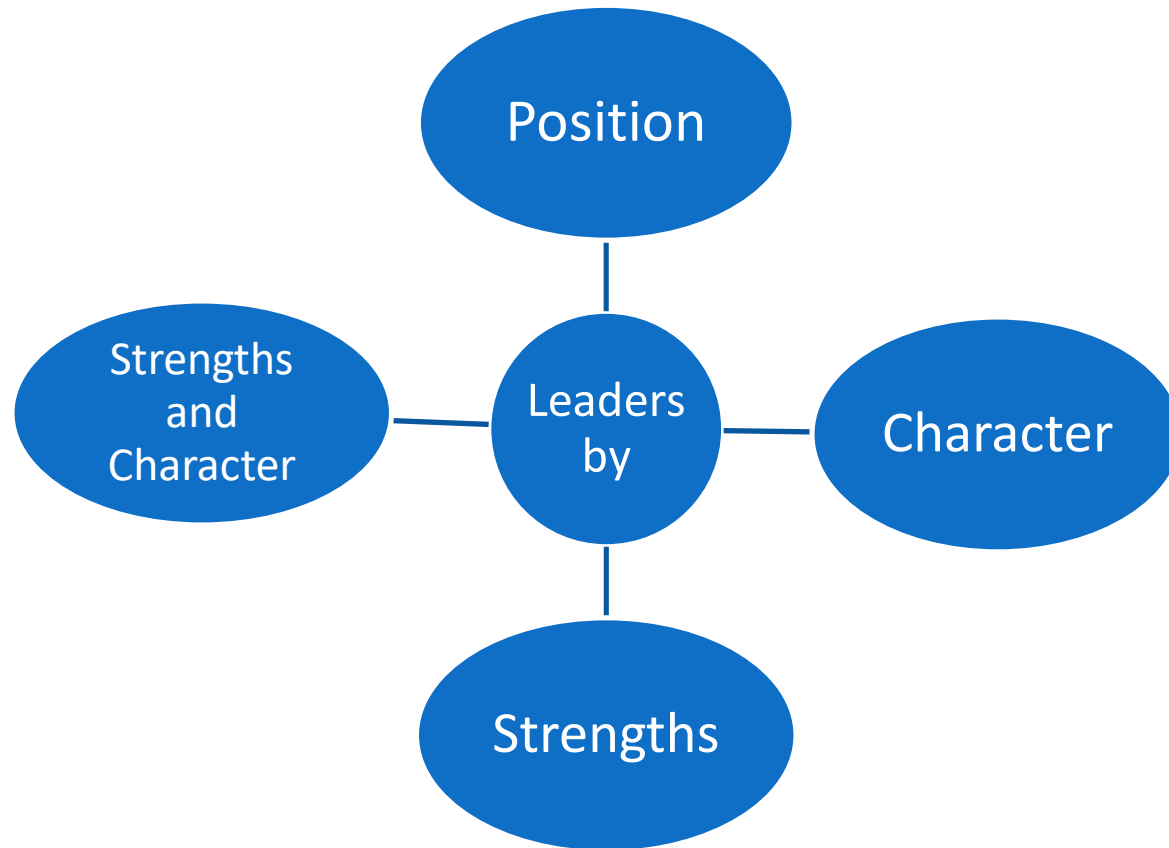 Position
Strengths
and
Character
Leaders
by
Character
Strengths